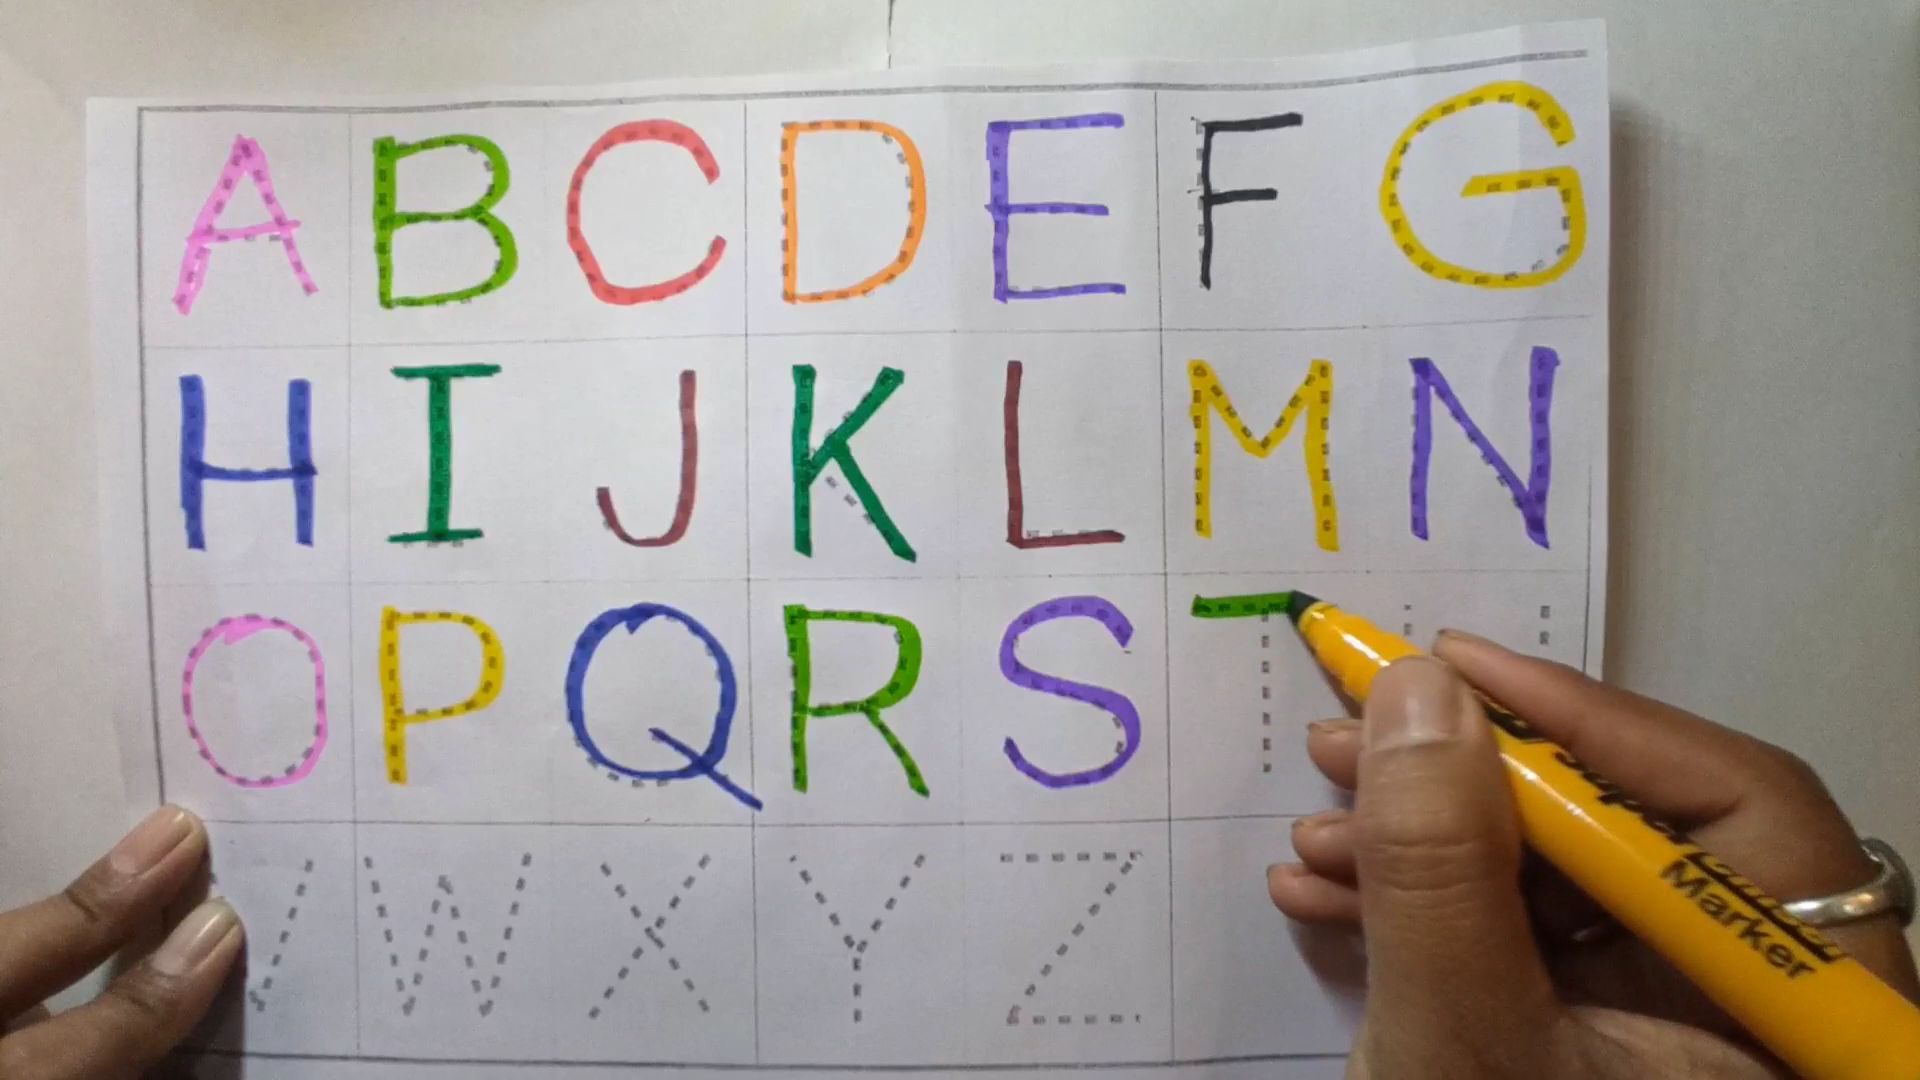 A B C D E F G
H I J K L M N
O P Q R S T
V W X Y Z
Marker